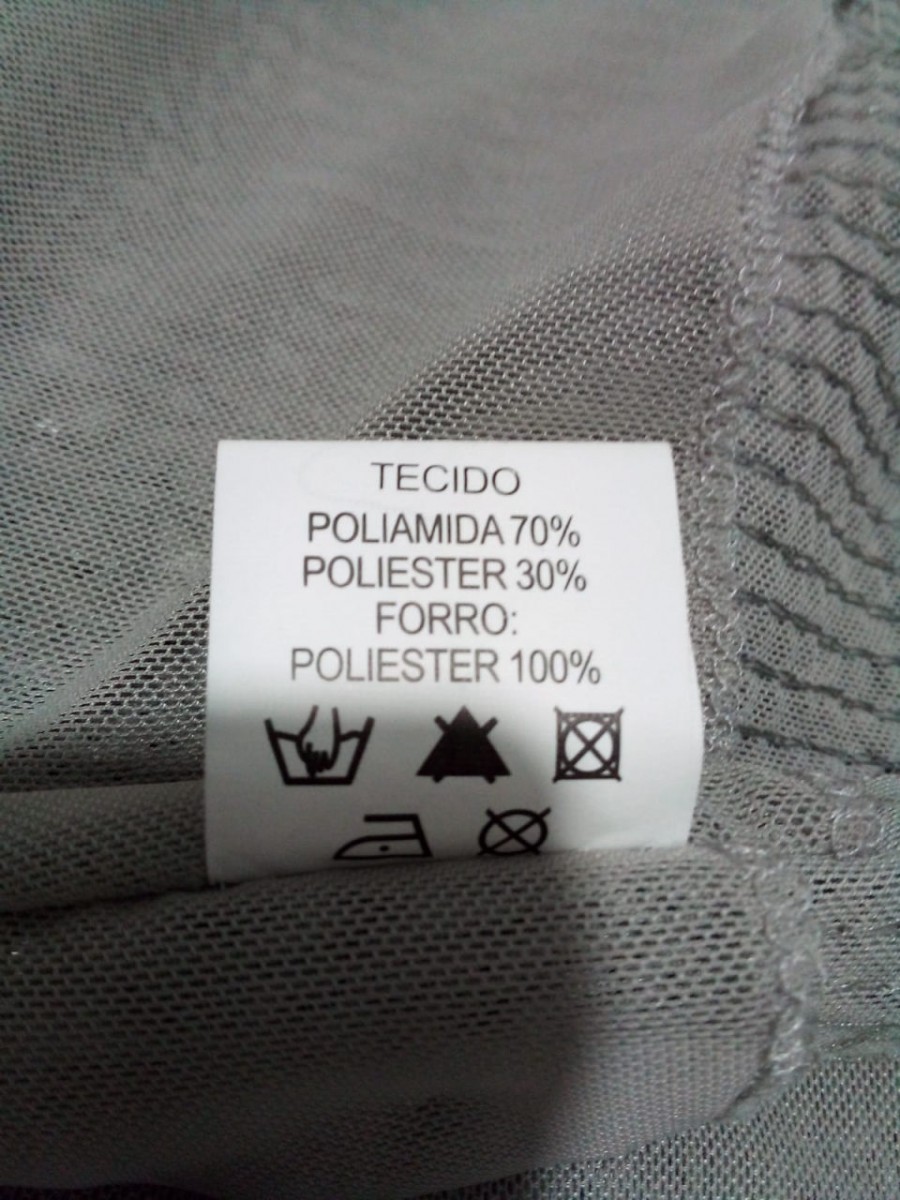 TECIDO
POLIAMIDA 70%
POLIESTER 30%
FORRO:
POLIESTER 100%